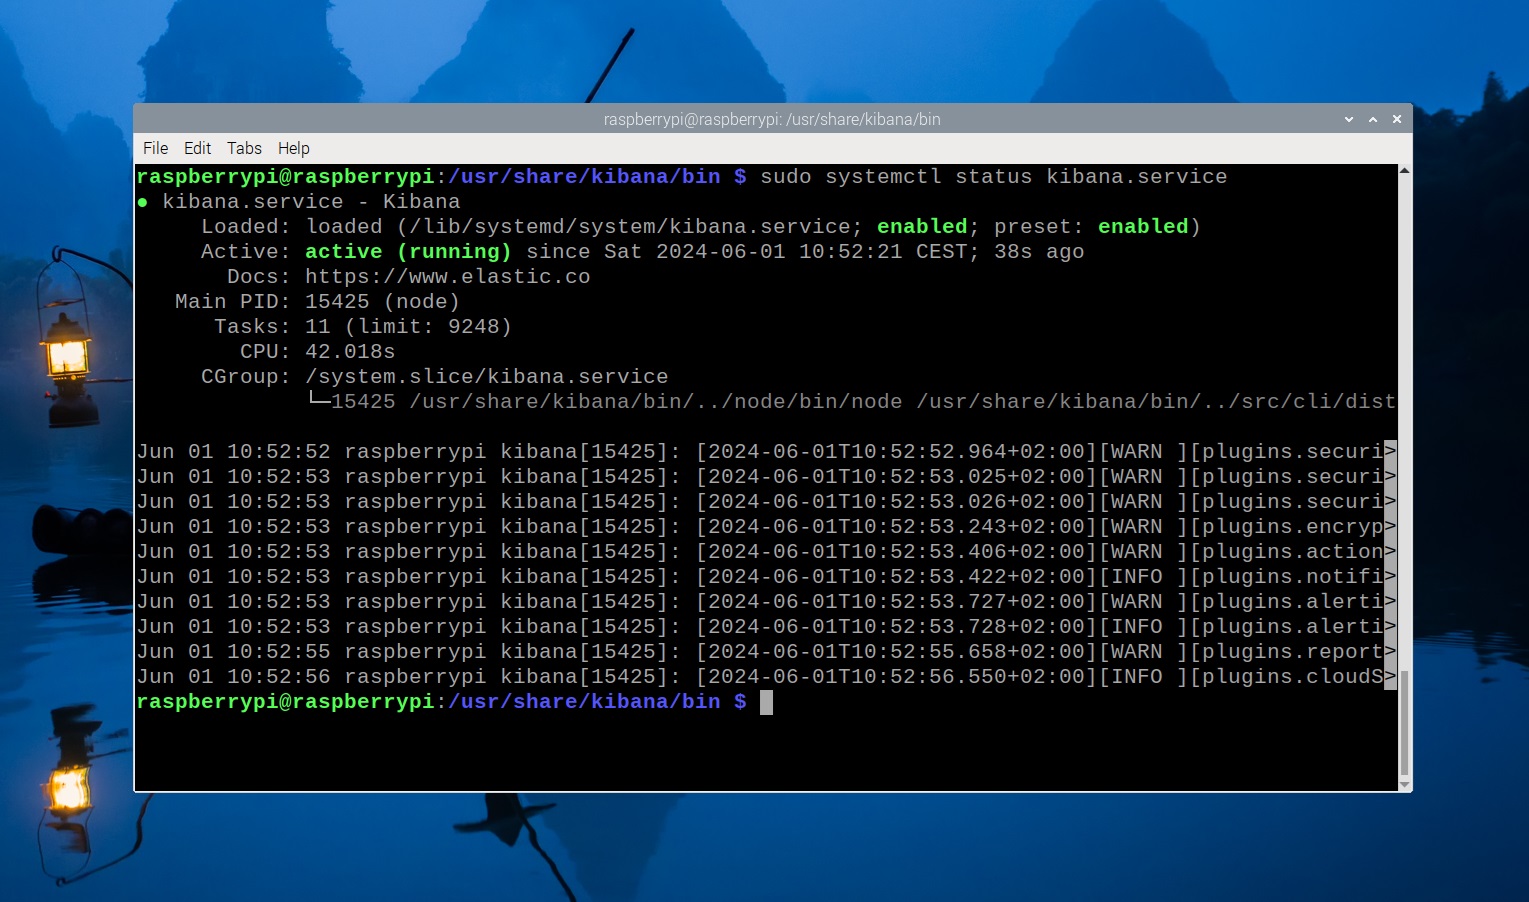 raspberrypi@raspberrypi: /usr/share/kibana/bin
File Edit Tabs Help
raspberrypi@raspberrypi:/usr/share/kibana/bin $ sudo systemctl status kibana.service
● kibana.service - Kibana
     Loaded: loaded (/lib/systemd/system/kibana.service; enabled; preset: enabled)
     Active: active (running) since Sat 2024-06-01 10:52:21 CEST; 38s ago
       Docs: https://www.elastic.co
   Main PID: 15425 (node)
      Tasks: 11 (limit: 9248)
        CPU: 42.018s
     CGroup: /system.slice/kibana.service
             └─15425 /usr/share/kibana/bin/../node/bin/node /usr/share/kibana/bin/../src/cli/dist
Jun 01 10:52:52 raspberrypi kibana[15425]: [2024-06-01T10:52:52.964+02:00][WARN ][plugins.securi>
Jun 01 10:52:53 raspberrypi kibana[15425]: [2024-06-01T10:52:53.025+02:00][WARN ][plugins.securi>
Jun 01 10:52:53 raspberrypi kibana[15425]: [2024-06-01T10:52:53.026+02:00][WARN ][plugins.securi>
Jun 01 10:52:53 raspberrypi kibana[15425]: [2024-06-01T10:52:53.243+02:00][WARN ][plugins.encryp>
Jun 01 10:52:53 raspberrypi kibana[15425]: [2024-06-01T10:52:53.406+02:00][WARN ][plugins.action>
Jun 01 10:52:53 raspberrypi kibana[15425]: [2024-06-01T10:52:53.422+02:00][INFO ][plugins.notifi>
Jun 01 10:52:53 raspberrypi kibana[15425]: [2024-06-01T10:52:53.727+02:00][WARN ][plugins.alerti>
Jun 01 10:52:53 raspberrypi kibana[15425]: [2024-06-01T10:52:53.728+02:00][INFO ][plugins.alerti>
Jun 01 10:52:55 raspberrypi kibana[15425]: [2024-06-01T10:52:55.658+02:00][WARN ][plugins.report>
Jun 01 10:52:56 raspberrypi kibana[15425]: [2024-06-01T10:52:56.550+02:00][INFO ][plugins.cloudS>
raspberrypi@raspberrypi:/usr/share/kibana/bin $